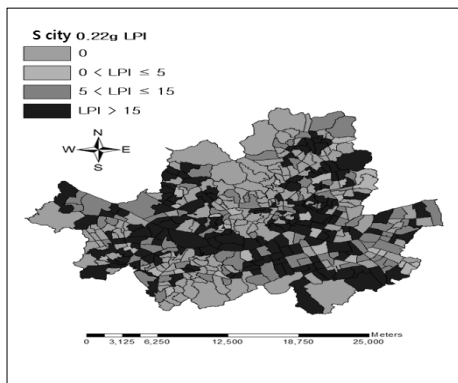 S city 0.22g LPI
0
0 < LPI ≤ 5
5 < LPI ≤ 15
LPI > 15
N
W E
S
Meters
0 3,125 6,250 12,500 18,750 25,000